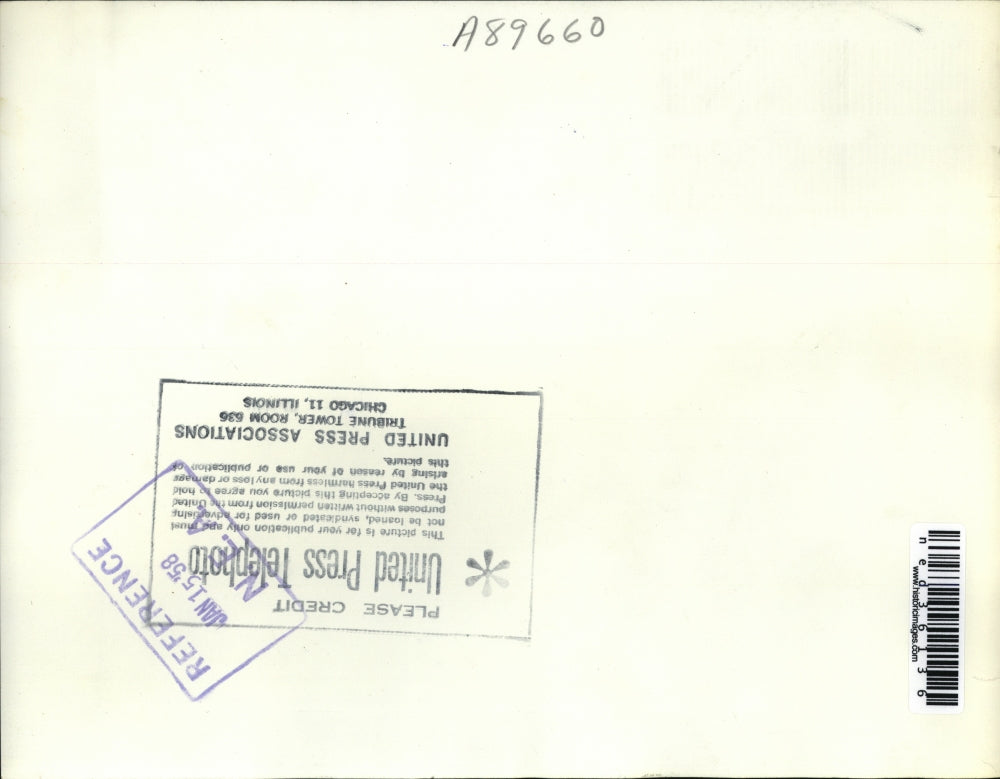 A89660
PLEASE CREDIT
United Press Telephoto
This picture is for your publication only and must
not be loaned, syndicated or used for advertising
purposes without written permission from the United
Press. By accepting this picture you agree to hold
the United Press harmless from any loss or damage
arising by reason of your use or publication of
this picture.
UNITED PRESS ASSOCIATIONS
TRIBUNE TOWER, ROOM 536
CHICAGO 11, ILLINOIS
REFERENCE
JAN 15 '58
N.E.A.
www.historicimages.com
ned36136